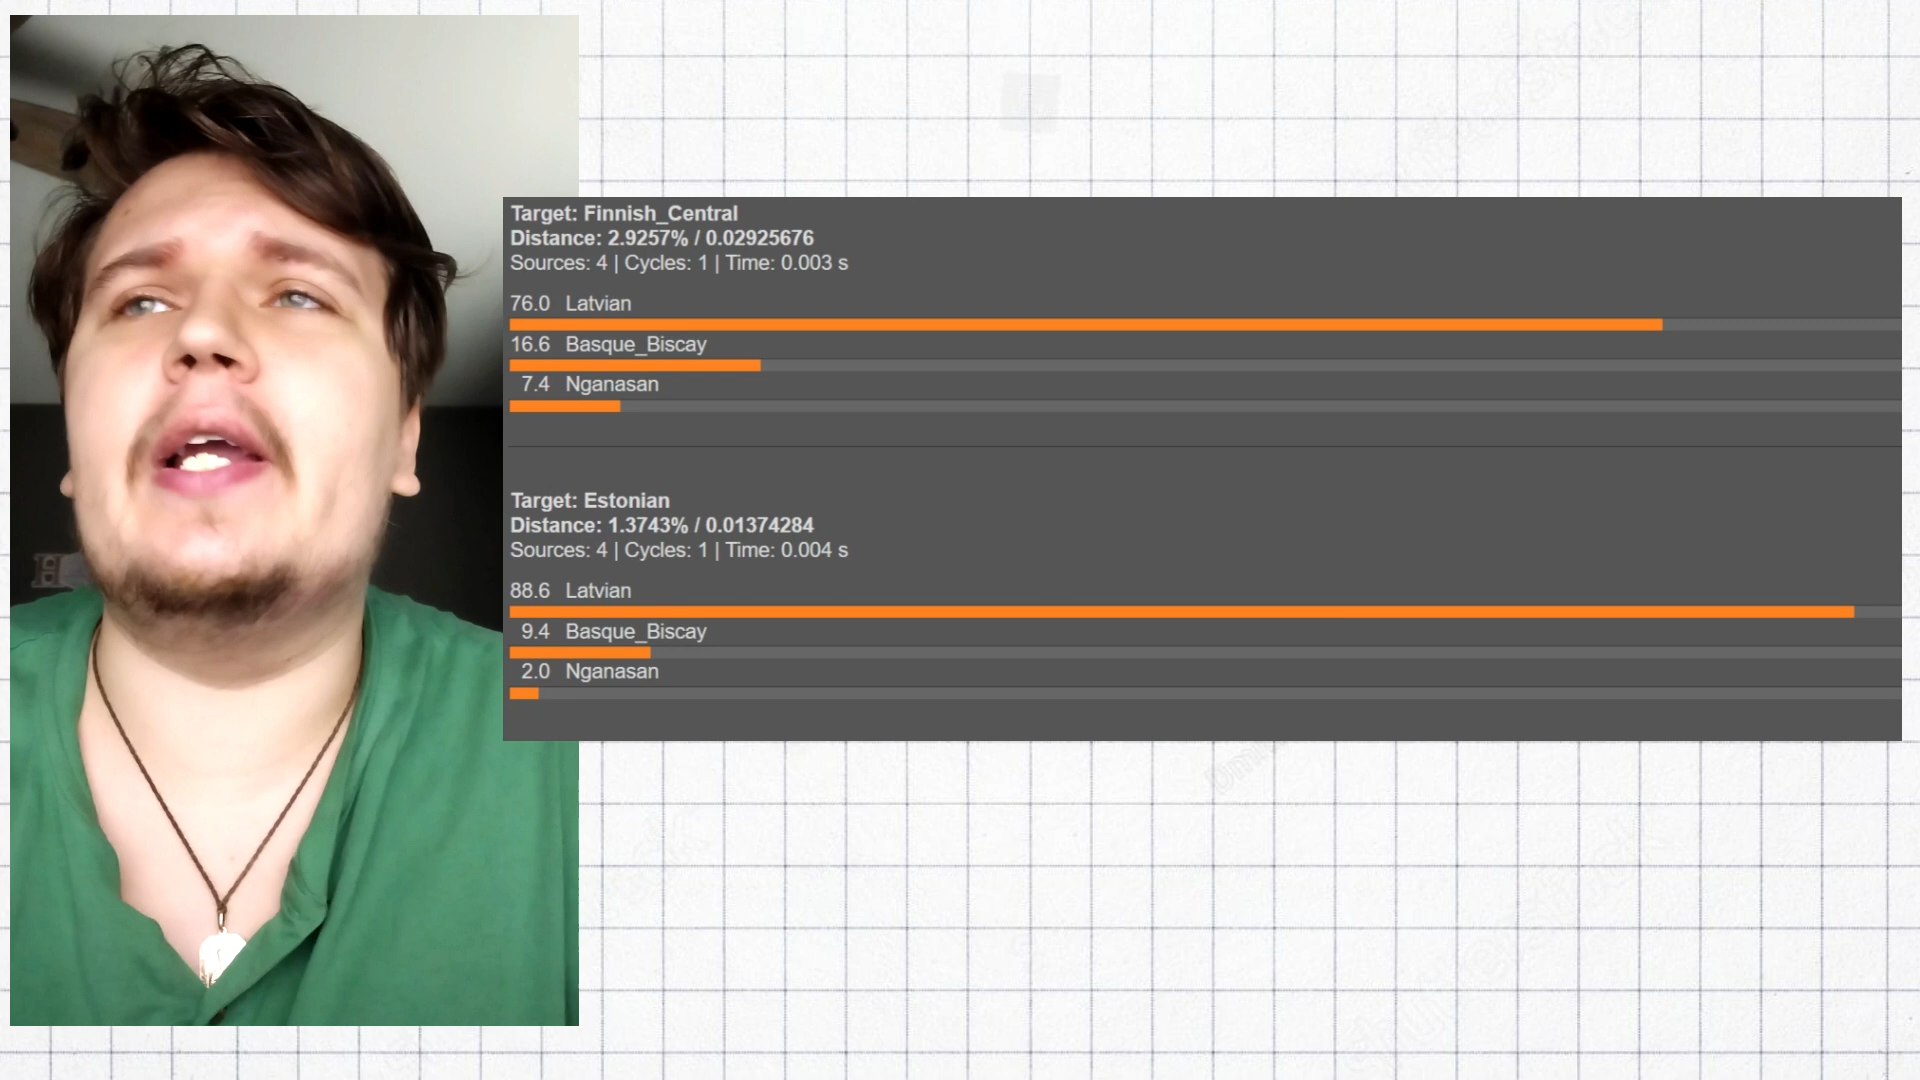 Target: Finnish_Central
Distance: 2.9257% / 0.02925676
Sources: 4 | Cycles: 1 | Time: 0.003 s
76.0 Latvian
16.6 Basque_Biscay
7.4 Nganasan
Target: Estonian
Distance: 1.3743% / 0.01374284
Sources: 4 | Cycles: 1 | Time: 0.004 s
88.6 Latvian
9.4 Basque_Biscay
2.0 Nganasan